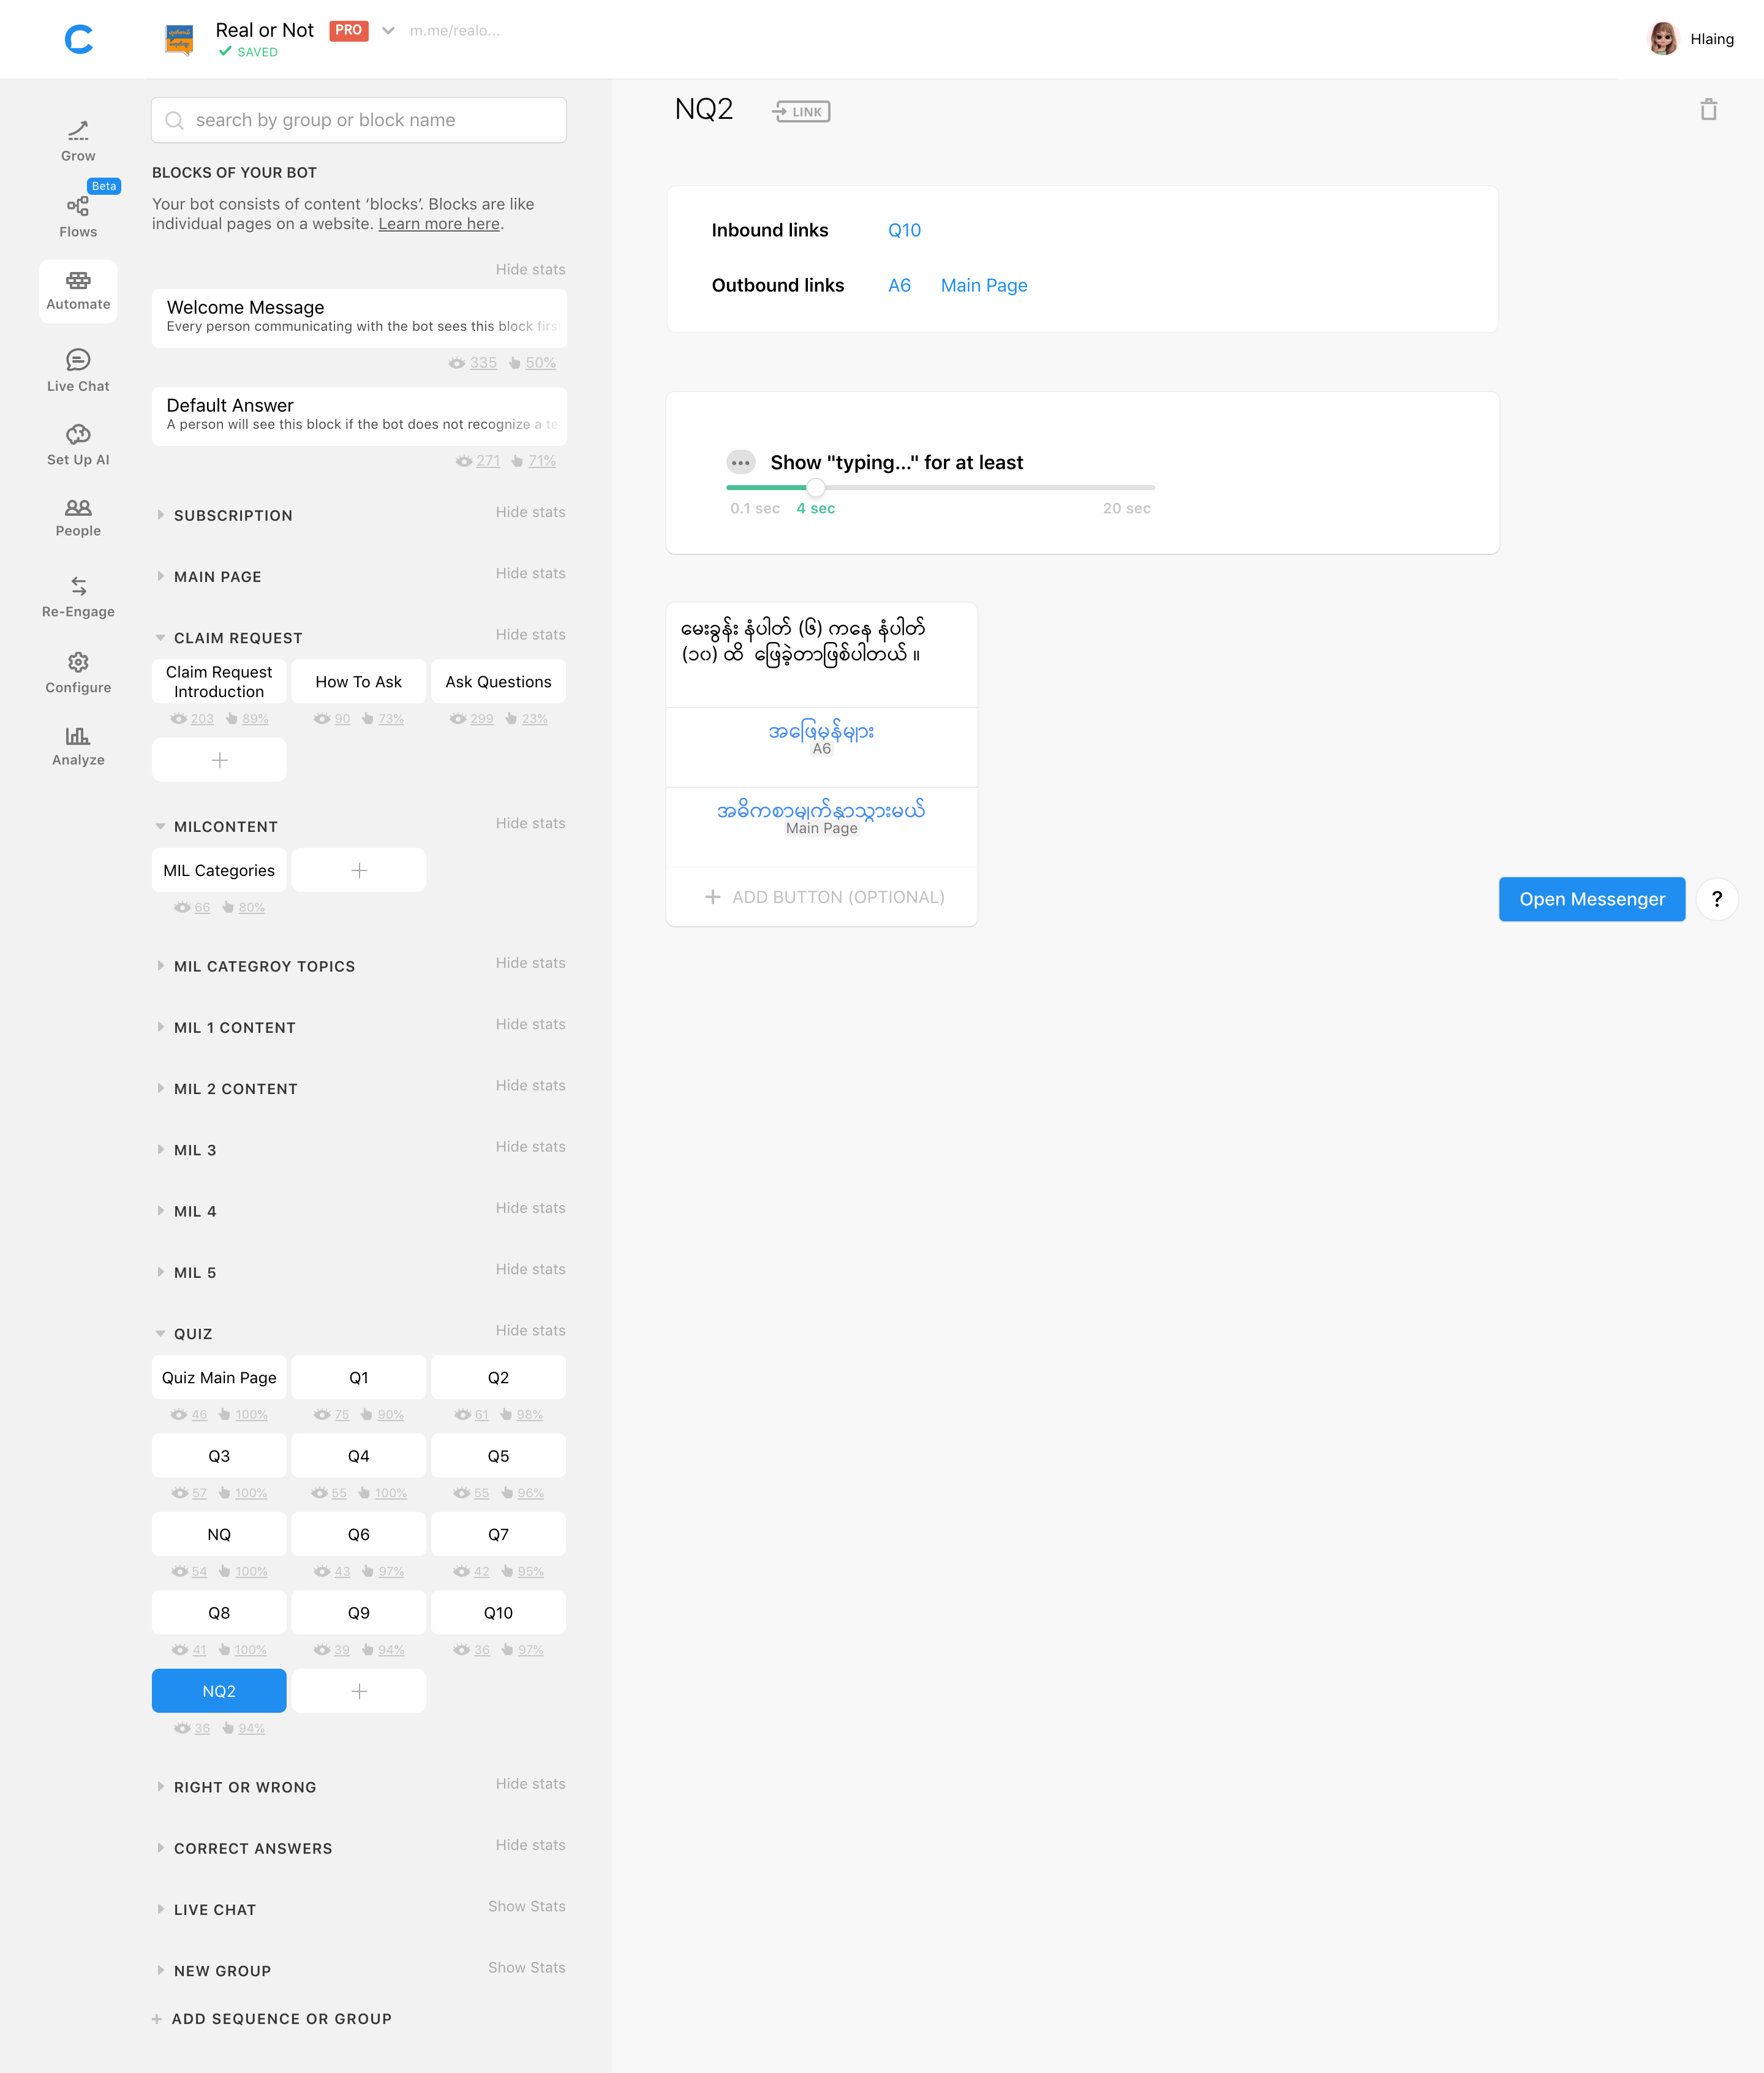 Real or Not PRO m.me/realo...
SAVED
Hlaing
Grow
Beta
Flows
Automate
Live Chat
Set Up AI
People
Re-Engage
Configure
Analyze
search by group or block name
BLOCKS OF YOUR BOT
Your bot consists of content ‘blocks’. Blocks are like
individual pages on a website. Learn more here.
Hide stats
Welcome Message
Every person communicating with the bot sees this block firs
335 50%
Default Answer
A person will see this block if the bot does not recognize a te
271 71%
SUBSCRIPTION Hide stats
MAIN PAGE Hide stats
CLAIM REQUEST Hide stats
Claim Request
Introduction
How To Ask
Ask Questions
203 89% 90 73% 299 23%
MILCONTENT Hide stats
MIL Categories
66 80%
MIL CATEGROY TOPICS Hide stats
MIL 1 CONTENT Hide stats
MIL 2 CONTENT Hide stats
MIL 3 Hide stats
MIL 4 Hide stats
MIL 5 Hide stats
QUIZ Hide stats
Quiz Main Page Q1 Q2
46 100% 75 90% 61 98%
Q3 Q4 Q5
57 100% 55 100% 55 96%
NQ Q6 Q7
54 100% 43 97% 42 95%
Q8 Q9 Q10
41 100% 39 94% 36 97%
NQ2
36 94%
RIGHT OR WRONG Hide stats
CORRECT ANSWERS Hide stats
LIVE CHAT Show Stats
NEW GROUP Show Stats
+ ADD SEQUENCE OR GROUP
NQ2 LINK
Inbound links Q10
Outbound links A6 Main Page
Show "typing..." for at least
0.1 sec 4 sec 20 sec
မေးခွန်း နံပါတ် (၆) ကနေ နံပါတ်
(၁၀) ထိ ဖြေခဲ့တာဖြစ်ပါတယ် ။
အဖြေမှန်များ
A6
အဓိကစာမျက်နှာသွားမယ်
Main Page
+ ADD BUTTON (OPTIONAL)
Open Messenger ?